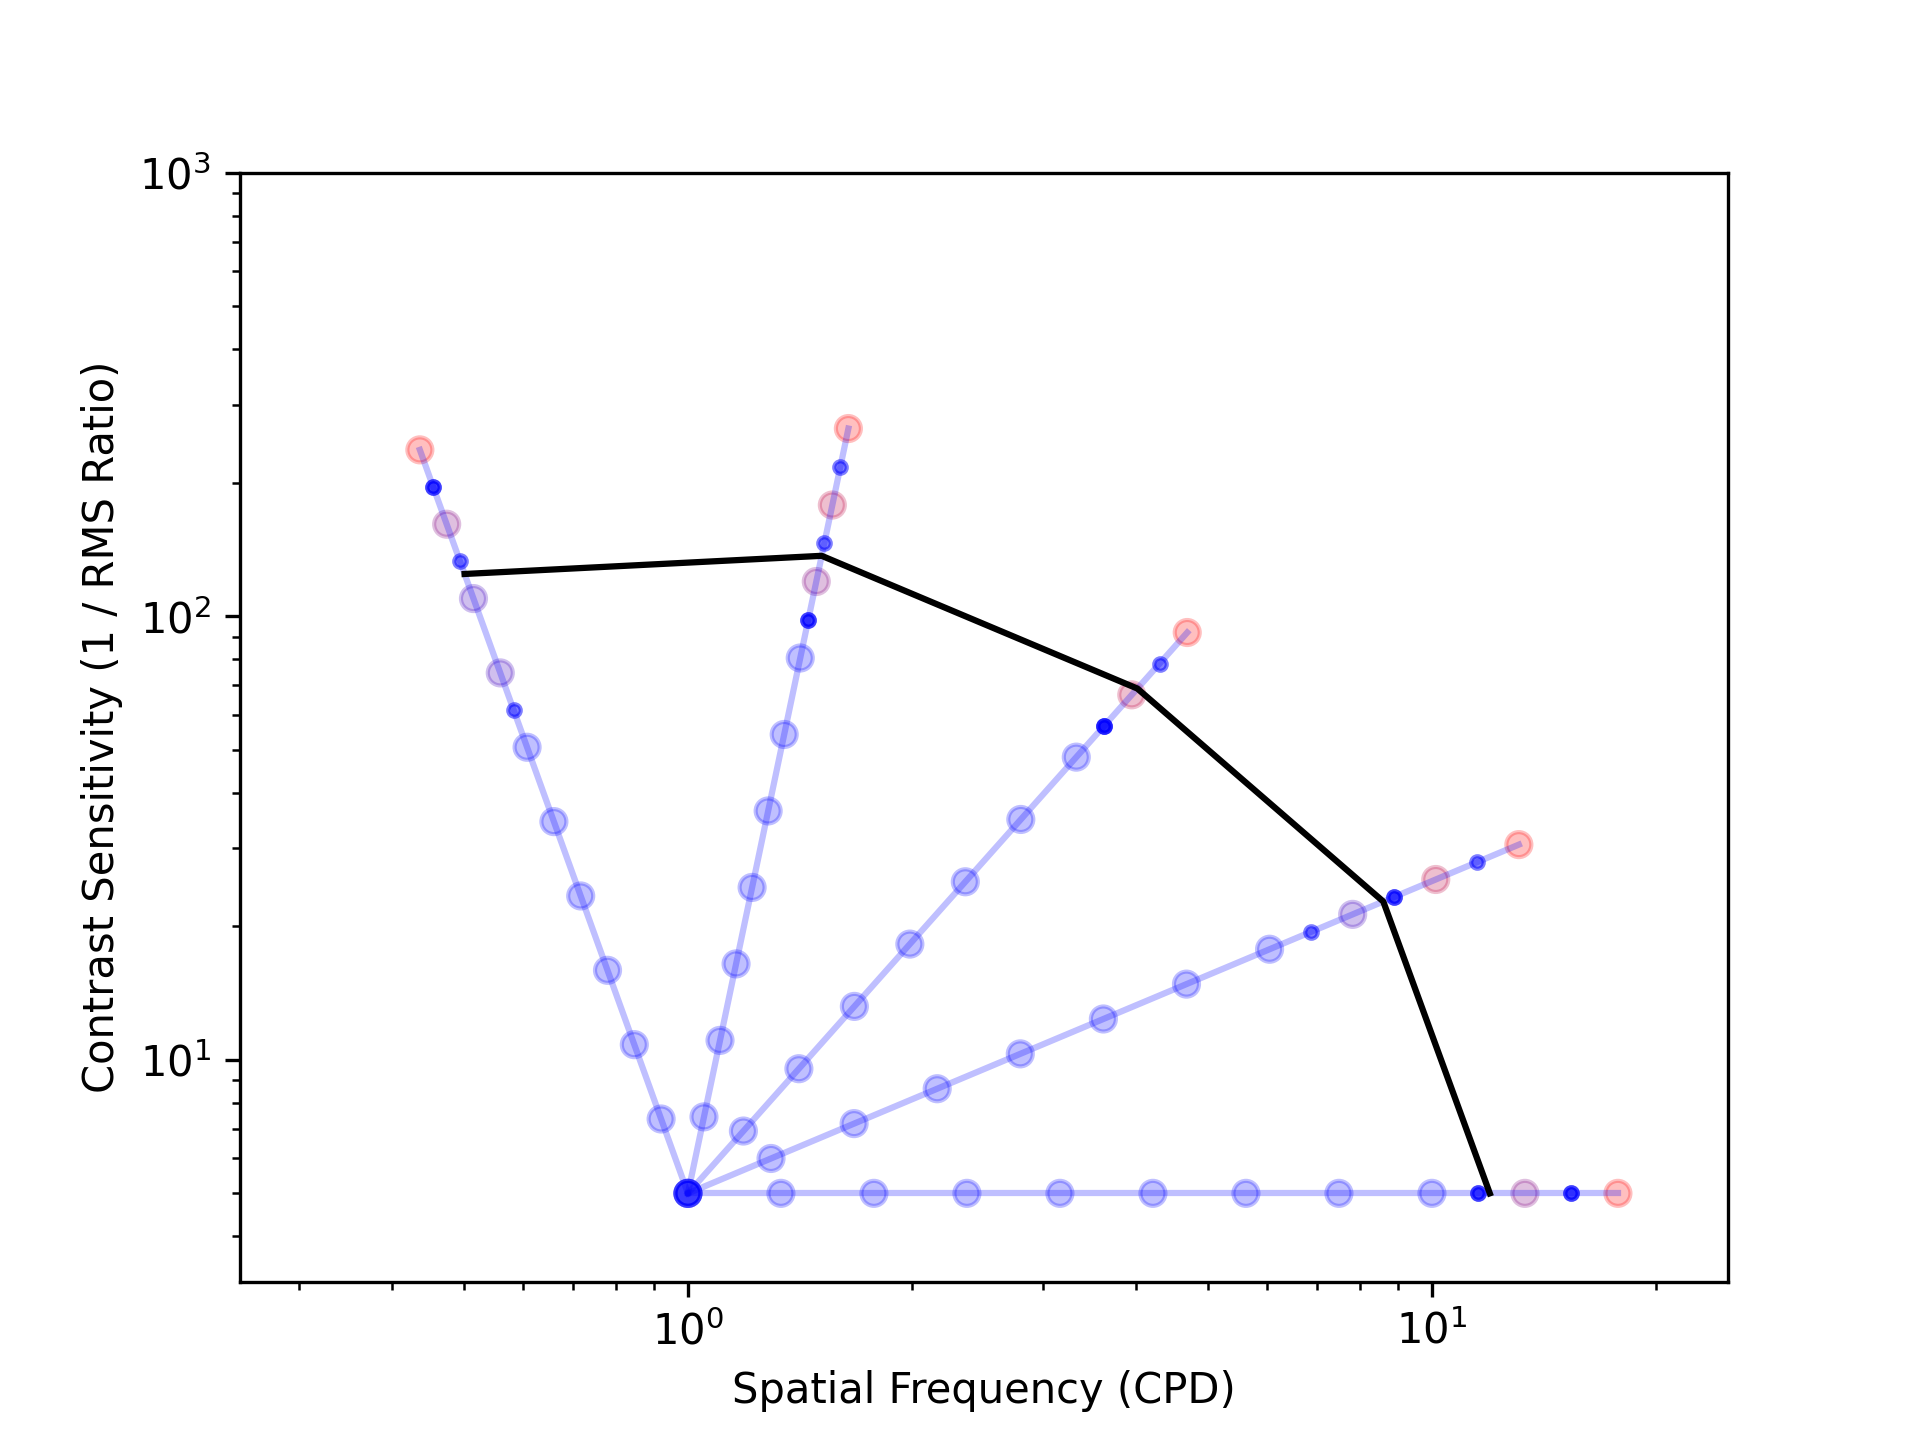 10³
10²
10¹
Contrast Sensitivity (1 / RMS Ratio)
10⁰
10¹
Spatial Frequency (CPD)